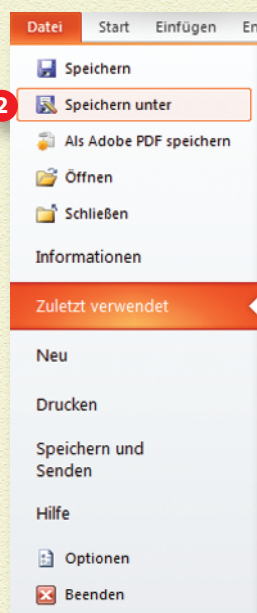 Datei Start Einfügen En
Speichern
2 Speichern unter
Als Adobe PDF speichern
Öffnen
Schließen
Informationen
Zuletzt verwendet
Neu
Drucken
Speichern und
Senden
Hilfe
Optionen
Beenden